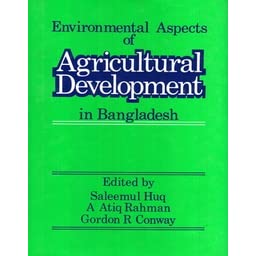 Environmental Aspects
of
Agricultural
Development
in Bangladesh
Edited by
Saleemul Huq
A Atiq Rahman
Gordon R Conway